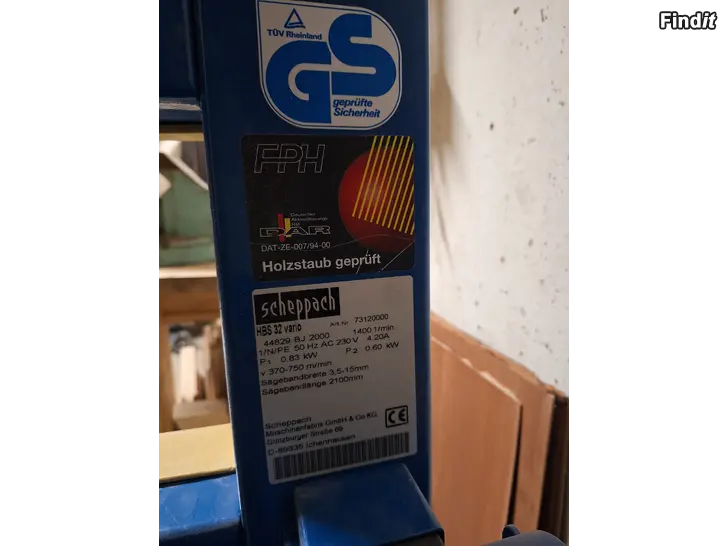 Findit
TÜV Rheinland
GS
geprüfte
Sicherheit
FPH
Deutscher
DAR
DAT-ZE-007/94-00
Holzstaub geprüft
scheppach
HBS 32 vario Art. Nr. 73120000
44829 BJ 2000 1400 1/min
1/N/PE 50 Hz AC 230 V 4.20A
P1 0.83 kW P2 0.60 kW
v 370-750 m/min
Sägebandbreite 3,5-15mm
Sägebandlänge 2100mm
Scheppach
Maschinenfabrik GmbH & Co KG
Günzburger Straße 69
D-89335 Ichenhausen
CE